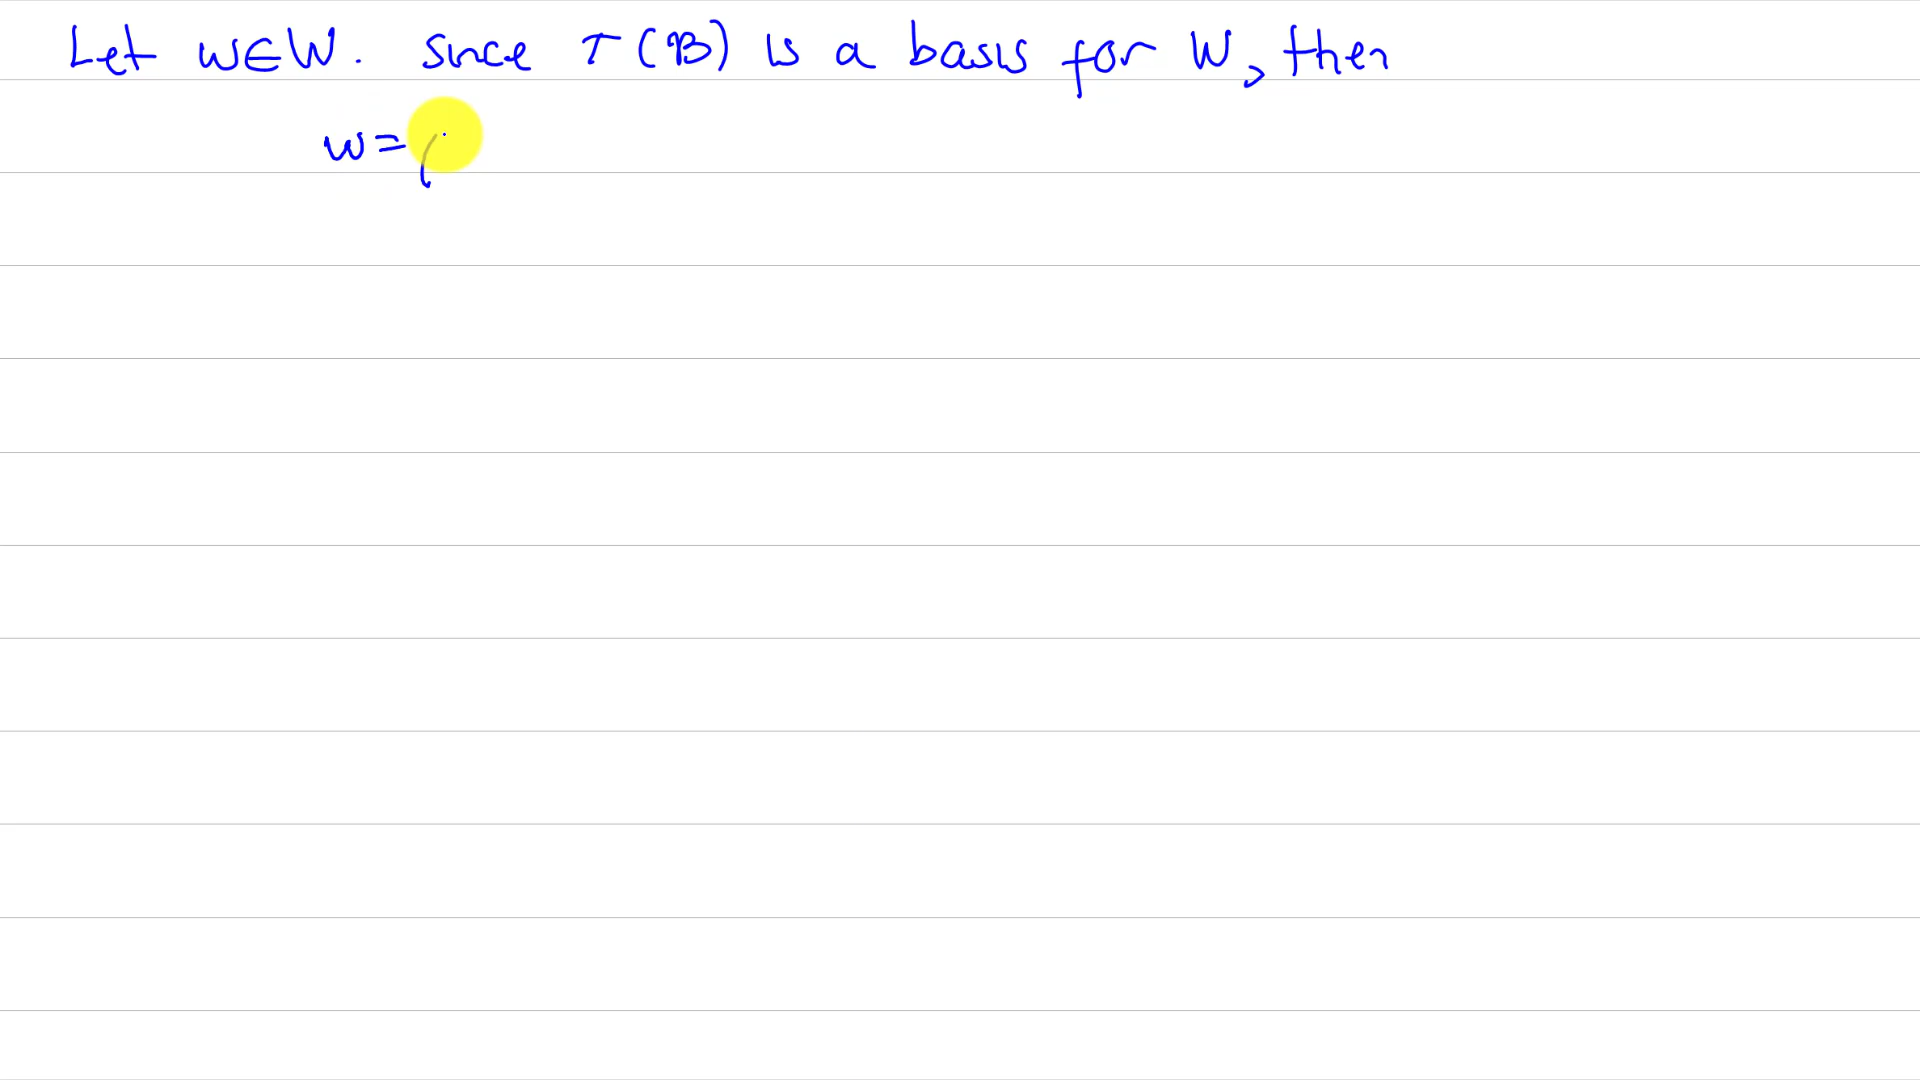 Let w∈W. Since T(B) is a basis for W, then
w=(